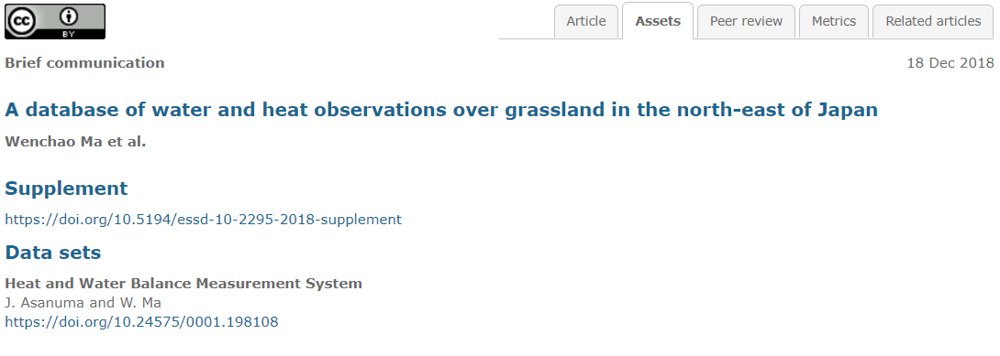 cc
BY
Article
Assets
Peer review
Metrics
Related articles
Brief communication
18 Dec 2018
A database of water and heat observations over grassland in the north-east of Japan
Wenchao Ma et al.
Supplement
https://doi.org/10.5194/essd-10-2295-2018-supplement
Data sets
Heat and Water Balance Measurement System
J. Asanuma and W. Ma
https://doi.org/10.24575/0001.198108